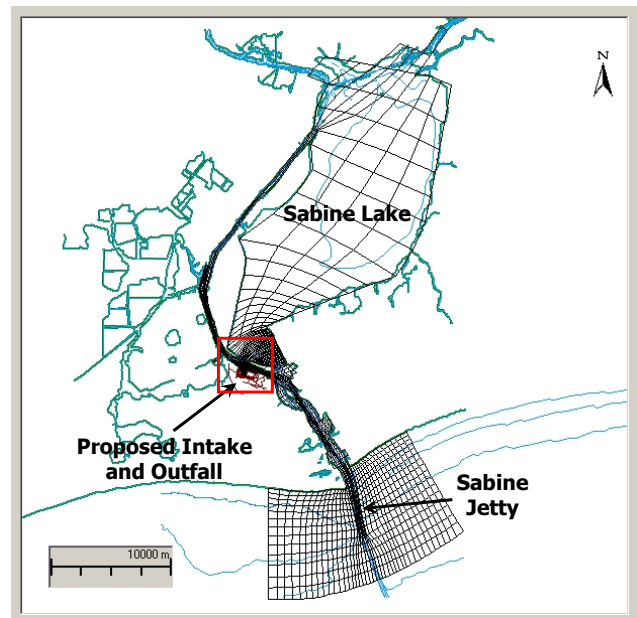 N
Sabine Lake
Proposed Intake
and Outfall
Sabine
Jetty
10000 m